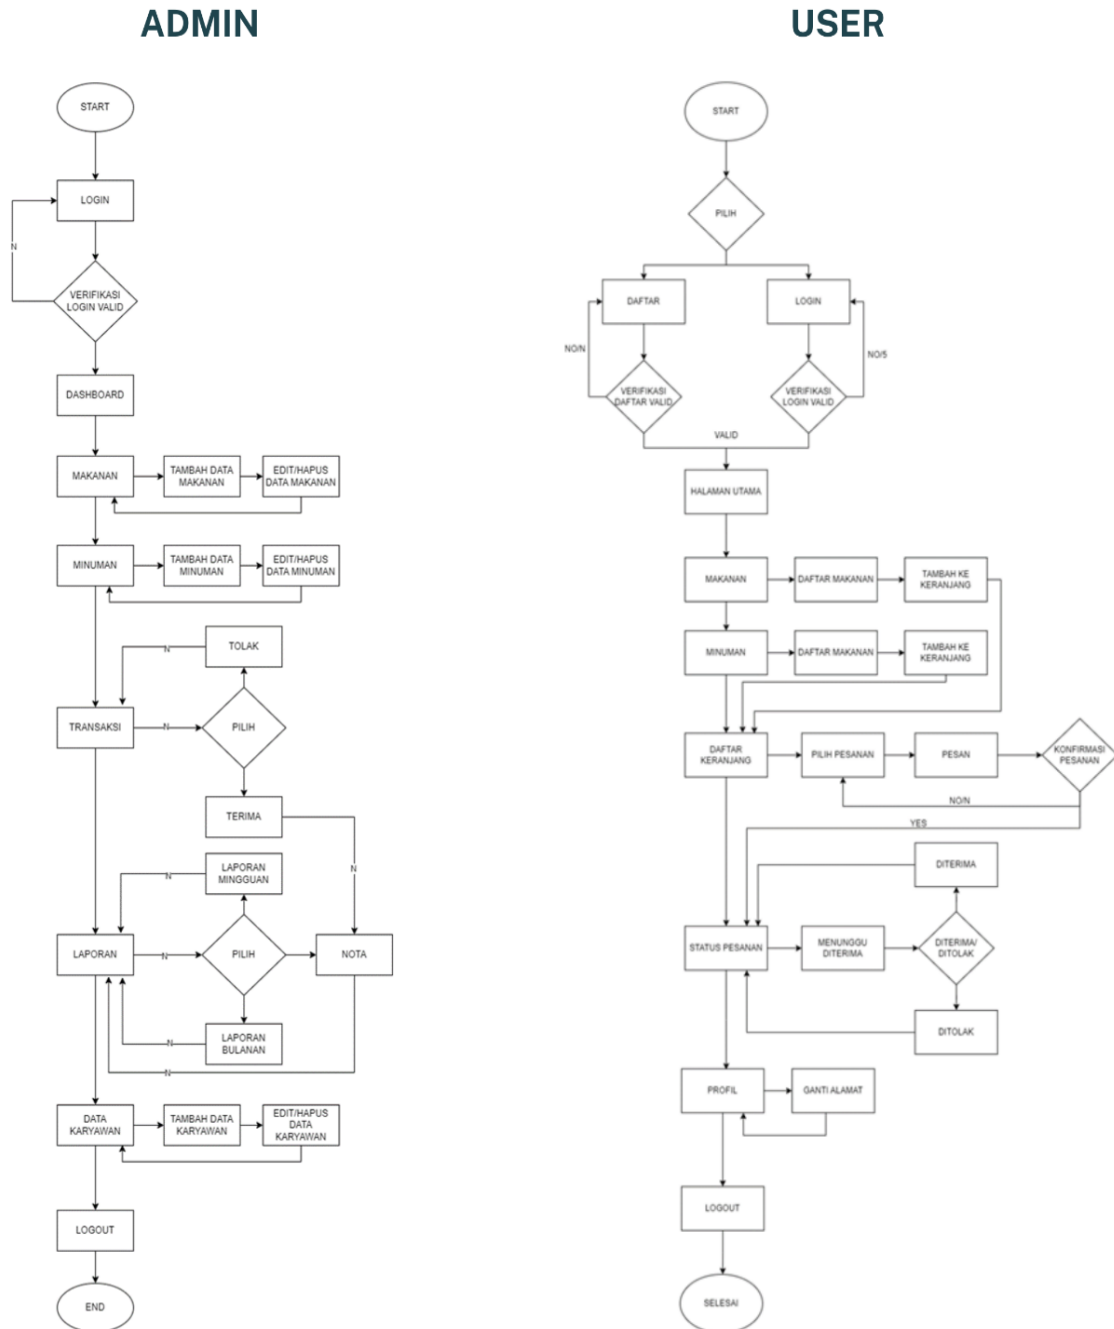 ADMIN
START
LOGIN
N
VERIFIKASI
LOGIN VALID
DASHBOARD
MAKANAN
TAMBAH DATA
MAKANAN
EDIT/HAPUS
DATA MAKANAN
MINUMAN
TAMBAH DATA
MINUMAN
EDIT/HAPUS
DATA MINUMAN
TOLAK
N
TRANSAKSI
N
PILIH
TERIMA
N
LAPORAN
MINGGUAN
N
LAPORAN
N
PILIH
NOTA
LAPORAN
BULANAN
N
N
DATA
KARYAWAN
TAMBAH DATA
KARYAWAN
EDIT/HAPUS
DATA
KARYAWAN
LOGOUT
END
USER
START
PILIH
DAFTAR
LOGIN
NO/N
NO/5
VERIFIKASI
DAFTAR VALID
VERIFIKASI
LOGIN VALID
VALID
HALAMAN UTAMA
MAKANAN
DAFTAR MAKANAN
TAMBAH KE
KERANJANG
MINUMAN
DAFTAR MAKANAN
TAMBAH KE
KERANJANG
DAFTAR
KERANJANG
PILIH PESANAN
PESAN
KONFIRMASI
PESANAN
NO/N
YES
DITERIMA
STATUS PESANAN
MENUNGGU
DITERIMA
DITERIMA/
DITOLAK
DITOLAK
PROFIL
GANTI ALAMAT
LOGOUT
SELESAI